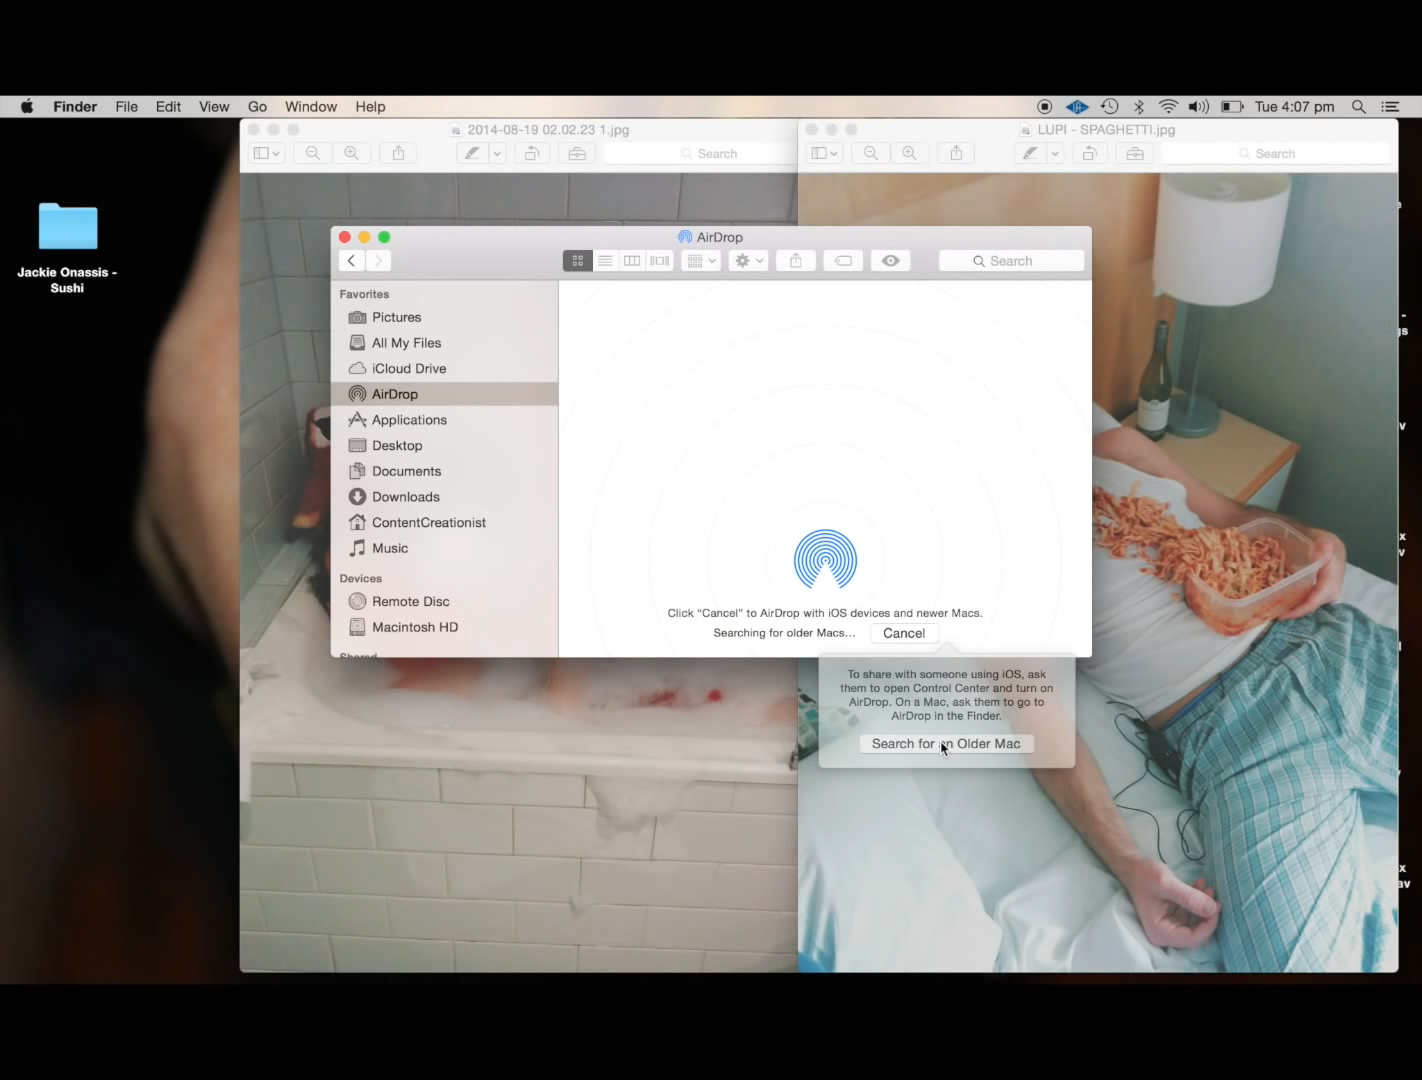 Finder File Edit View Go Window Help Tue 4:07 pm
2014-08-19 02.02.23 1.jpg
Search
LUPI - SPAGHETTI.jpg
Search
Jackie Onassis -
Sushi
AirDrop
Search
Favorites
Pictures
All My Files
iCloud Drive
AirDrop
Applications
Desktop
Documents
Downloads
ContentCreationist
Music
Devices
Remote Disc
Macintosh HD
Shared
Click “Cancel” to AirDrop with iOS devices and newer Macs.
Searching for older Macs... Cancel
To share with someone using iOS, ask
them to open Control Center and turn on
AirDrop. On a Mac, ask them to go to
AirDrop in the Finder.
Search for an Older Mac